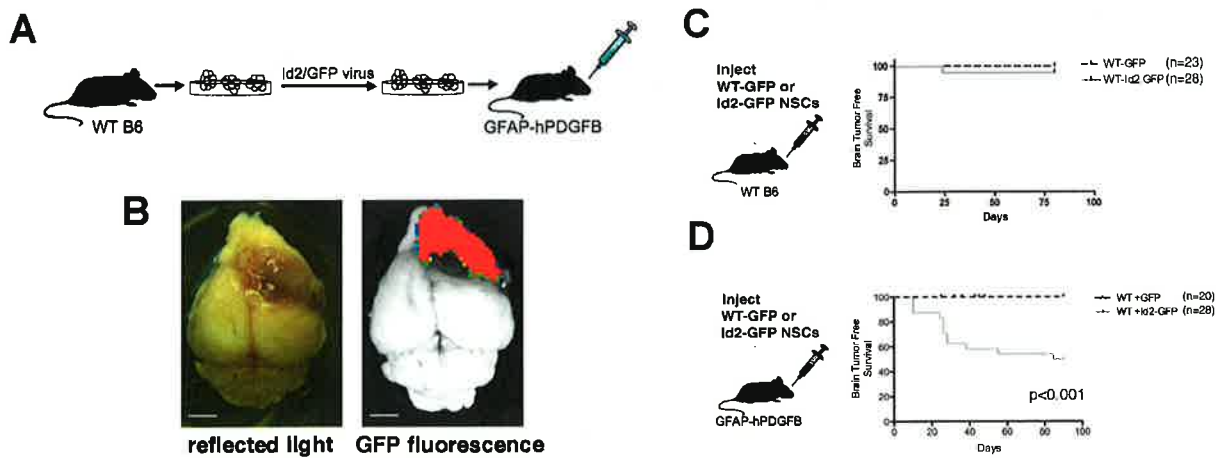 A
WT B6
Id2/GFP virus
GFAP-hPDGFB
B
reflected light
GFP fluorescence
C
Inject
WT-GFP or
Id2-GFP NSCs
WT B6
Brain Tumor Free
Survival
100
75
50
25
0
0 25 50 75 100
Days
WT-GFP (n=23)
WT-Id2 GFP (n=28)
D
Inject
WT-GFP or
Id2-GFP NSCs
GFAP-hPDGFB
Brain Tumor Free
Survival
100
80
60
40
20
0
0 20 40 60 80 100
Days
p<0.001
WT +GFP (n=20)
WT +Id2-GFP (n=28)